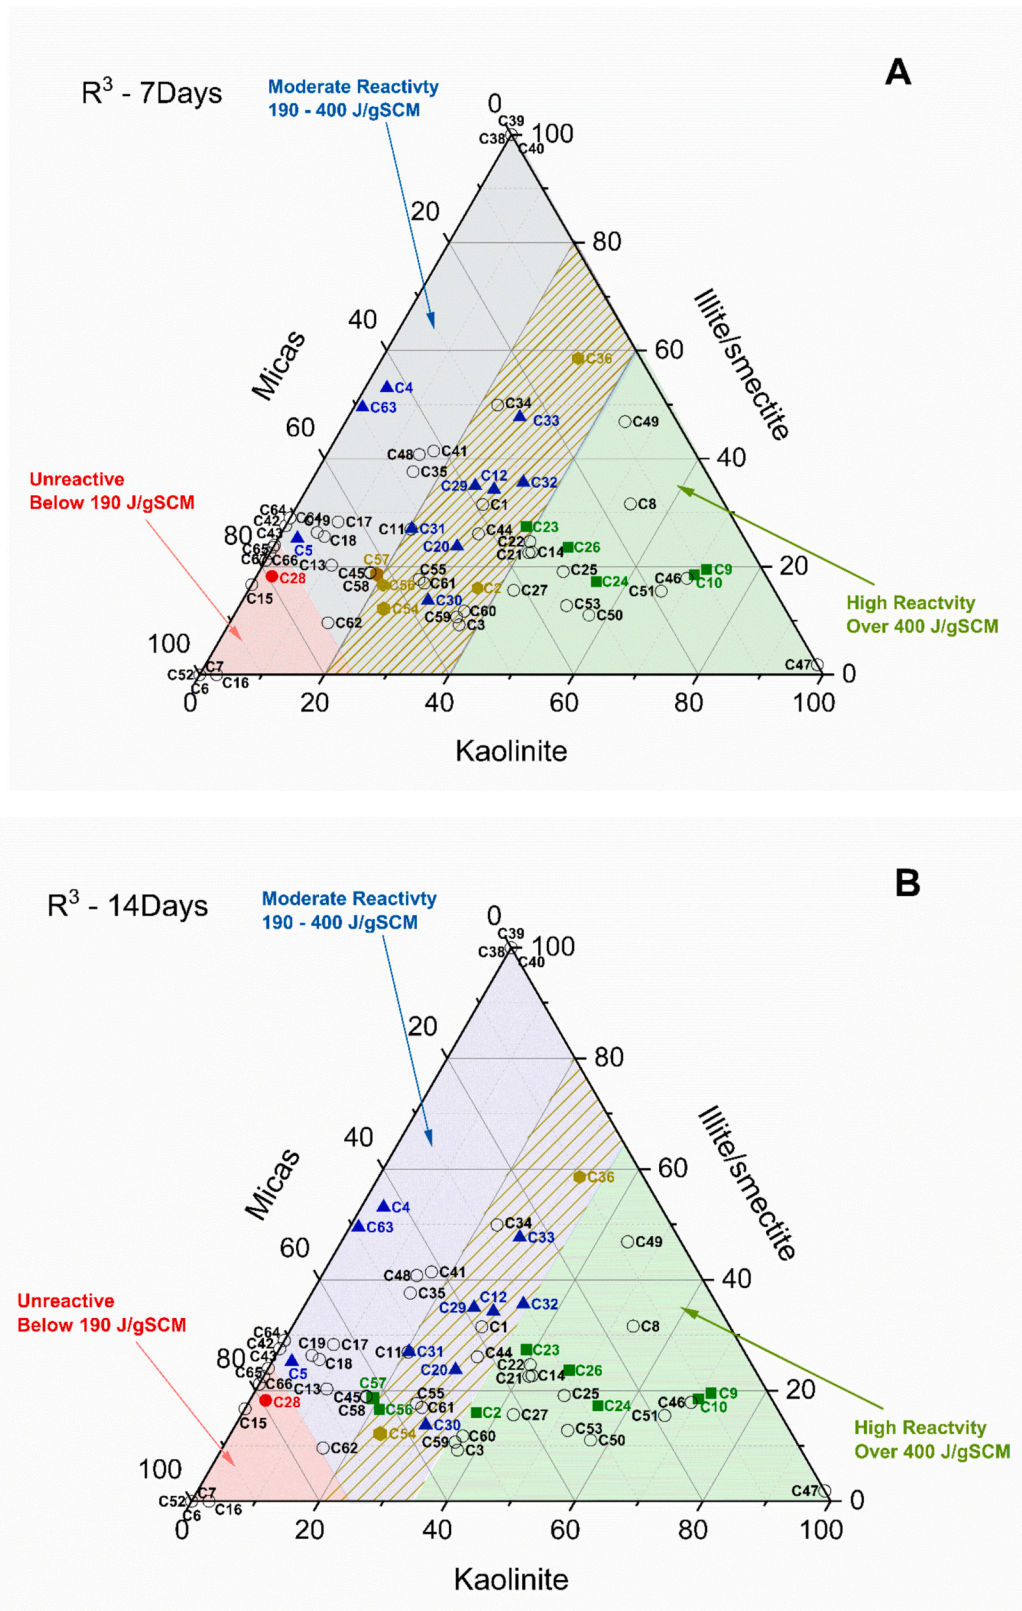 R³ - 7Days
Moderate Reactivty
190 - 400 J/gSCM
A
0
C39
C38
100
C40
20
80
40
Micas
Illite/smectite
60
C36
C4
C63
C34
C33
C49
60
C48
C41
40
C35
Unreactive
Below 190 J/gSCM
C12
C29
C32
C1
C8
C64
C42
C19
C17
C43
C18
C11
C31
C44
C23
80
C65
C5
C20
C22
C26
C21
C14
C66
C13
C57
C55
C25
20
C28
C45
C58
C56
C61
C2
C24
C46
C9
C10
C15
C54
C30
C27
C51
High Reactvity
Over 400 J/gSCM
C62
C59
C60
C3
C53
C50
100
C7
C52
C6
C16
C47
0
0
20
40
60
80
100
Kaolinite
R³ - 14Days
Moderate Reactivty
190 - 400 J/gSCM
B
0
C39
C38
100
C40
20
80
40
Micas
Illite/smectite
60
C36
C4
C63
C34
C33
C49
60
C48
C41
40
C35
Unreactive
Below 190 J/gSCM
C12
C29
C32
C1
C8
C64
C42
C19
C17
C43
C18
C11
C31
C44
C23
80
C65
C5
C20
C22
C26
C21
C14
C66
C13
C57
C55
C25
20
C28
C45
C58
C56
C61
C2
C24
C46
C9
C10
C15
C54
C30
C27
C51
High Reactvity
Over 400 J/gSCM
C62
C59
C60
C3
C53
C50
100
C7
C52
C6
C16
C47
0
0
20
40
60
80
100
Kaolinite